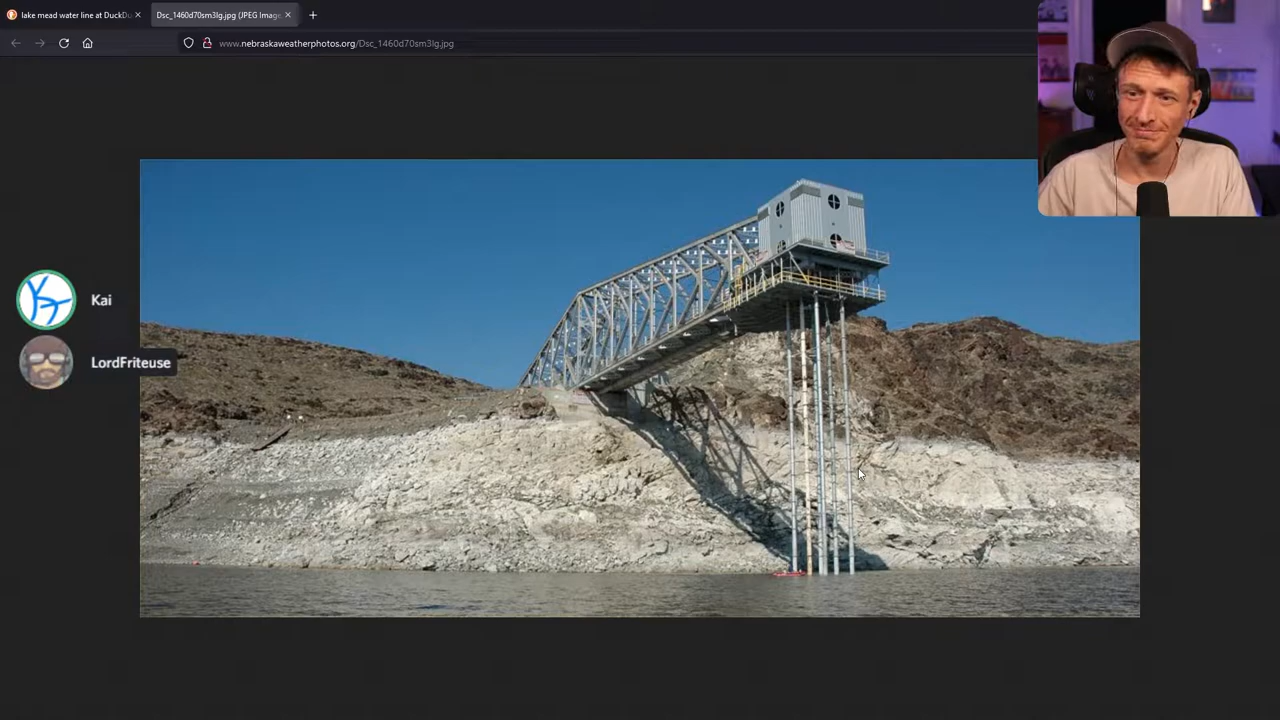 lake mead water line at DuckDu
Dsc_1460d70sm3lg.jpg (JPEG Image,
www.nebraskaweatherphotos.org/Dsc_1460d70sm3lg.jpg
Kai
LordFriteuse